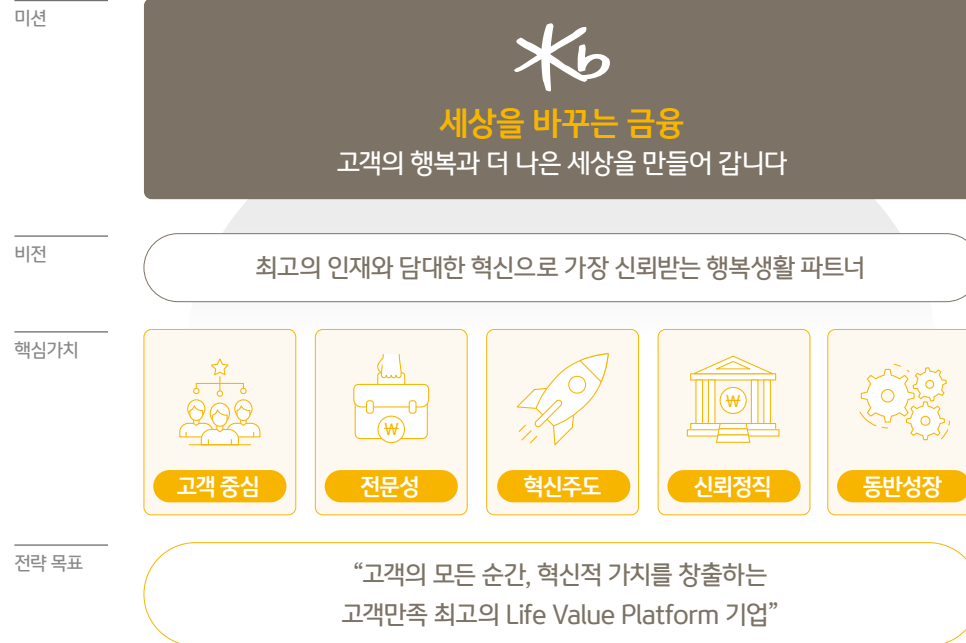 미션
Kb
세상을 바꾸는 금융
고객의 행복과 더 나은 세상을 만들어 갑니다
비전
최고의 인재와 담대한 혁신으로 가장 신뢰받는 행복생활 파트너
핵심가치
₩
₩
고객 중심
전문성
혁신주도
신뢰정직
동반성장
전략 목표
“고객의 모든 순간, 혁신적 가치를 창출하는
고객만족 최고의 Life Value Platform 기업”